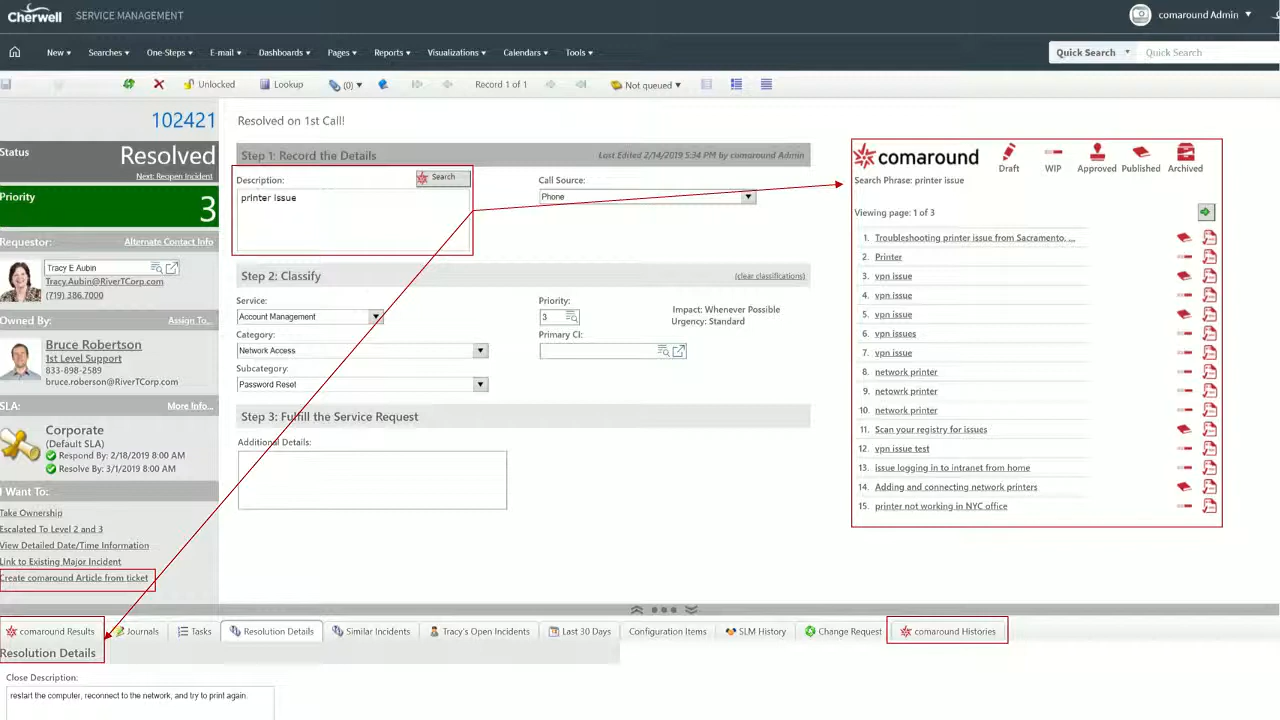 Cherwell SERVICE MANAGEMENT
comaround Admin
New Searches One-Steps E-mail Dashboards Pages Reports Visualizations Calendars Tools
Quick Search Quick Search
Unlocked Lookup (0) Record 1 of 1 Not queued
102421
Status
Resolved
Next: Reopen Incident
Priority
3
Requestor: Alternate Contact Info
Tracy E Aubin
Tracy.Aubin@RiverTCorp.com
(719) 386.7000
Owned By: Assign To...
Bruce Robertson
1st Level Support
833-898-2589
bruce.roberson@RiverTCorp.com
SLA: More Info...
Corporate
(Default SLA)
Respond By: 2/18/2019 8:00 AM
Resolve By: 3/1/2019 8:00 AM
I Want To:
Take Ownership
Escalated To Level 2 and 3
View Detailed Date/Time Information
Link to Existing Major Incident
Create comaround Article from ticket
Resolved on 1st Call!
Step 1: Record the Details
Last Edited 2/14/2019 5:34 PM by comaround Admin
Description:
Search
printer issue
Call Source:
Phone
Step 2: Classify
(clear classifications)
Service:
Account Management
Category:
Network Access
Subcategory:
Password Reset
Priority:
3
Impact: Whenever Possible
Urgency: Standard
Primary CI:
Step 3: Fulfill the Service Request
Additional Details:
comaround
Draft WIP Approved Published Archived
Search Phrase: printer issue
Viewing page: 1 of 3
1. Troubleshooting printer issue from Sacramento, ...
2. Printer
3. vpn issue
4. vpn issue
5. vpn issue
6. vpn issues
7. vpn issue
8. network printer
9. netowrk printer
10. network printer
11. Scan your registry for issues
12. vpn issue test
13. issue logging in to intranet from home
14. Adding and connecting network printers
15. printer not working in NYC office
comaround Results Journals Tasks Resolution Details Similar Incidents Tracy's Open Incidents Last 30 Days Configuration Items SLM History Change Request comaround Histories
Resolution Details
Close Description:
restart the computer, reconnect to the network, and try to print again.